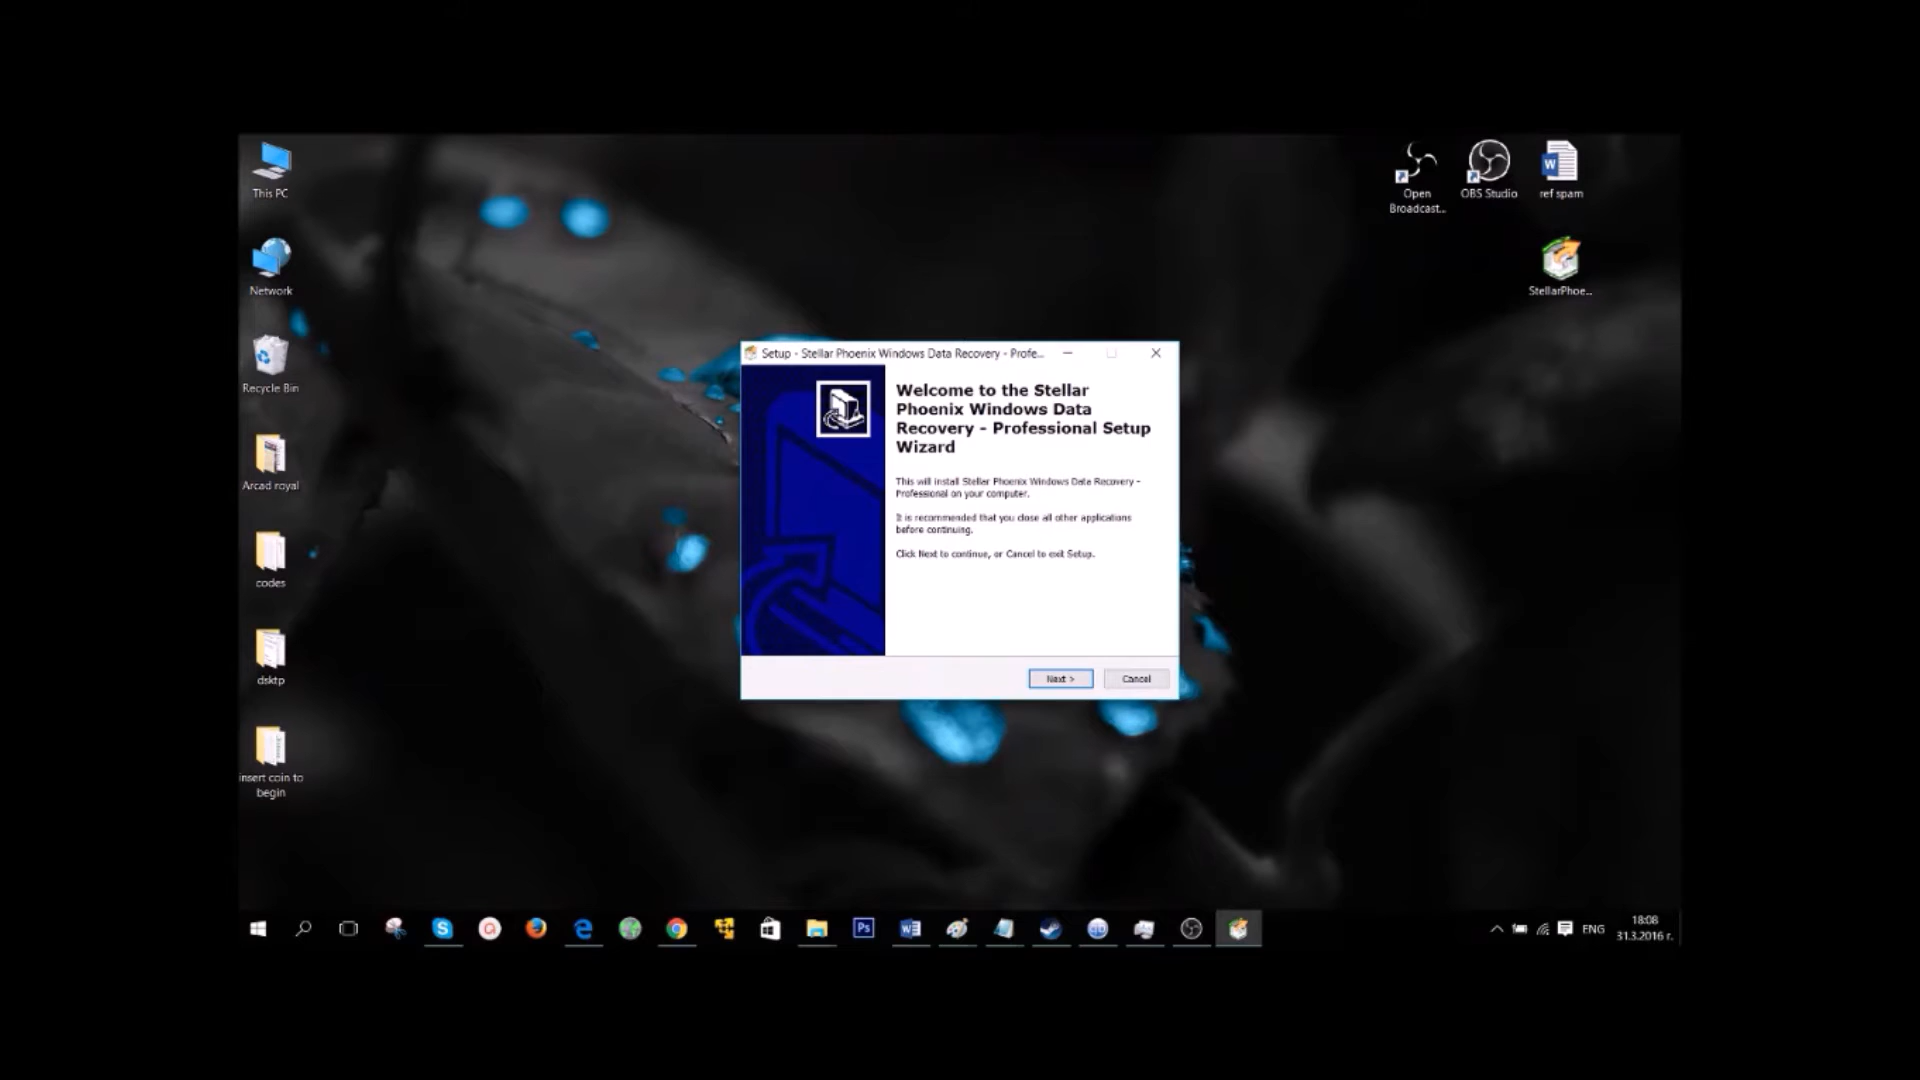 This PC
Network
Recycle Bin
Arcad royal
codes
dsktp
insert coin to
begin
Open
Broadcast...
OBS Studio
ref spam
StellarPhoe...
Setup - Stellar Phoenix Windows Data Recovery - Profe...
Welcome to the Stellar
Phoenix Windows Data
Recovery - Professional Setup
Wizard
This will install Stellar Phoenix Windows Data Recovery -
Professional on your computer.
It is recommended that you close all other applications
before continuing.
Click Next to continue, or Cancel to exit Setup.
Next >
Cancel
ENG
18:08
31.3.2016 г.